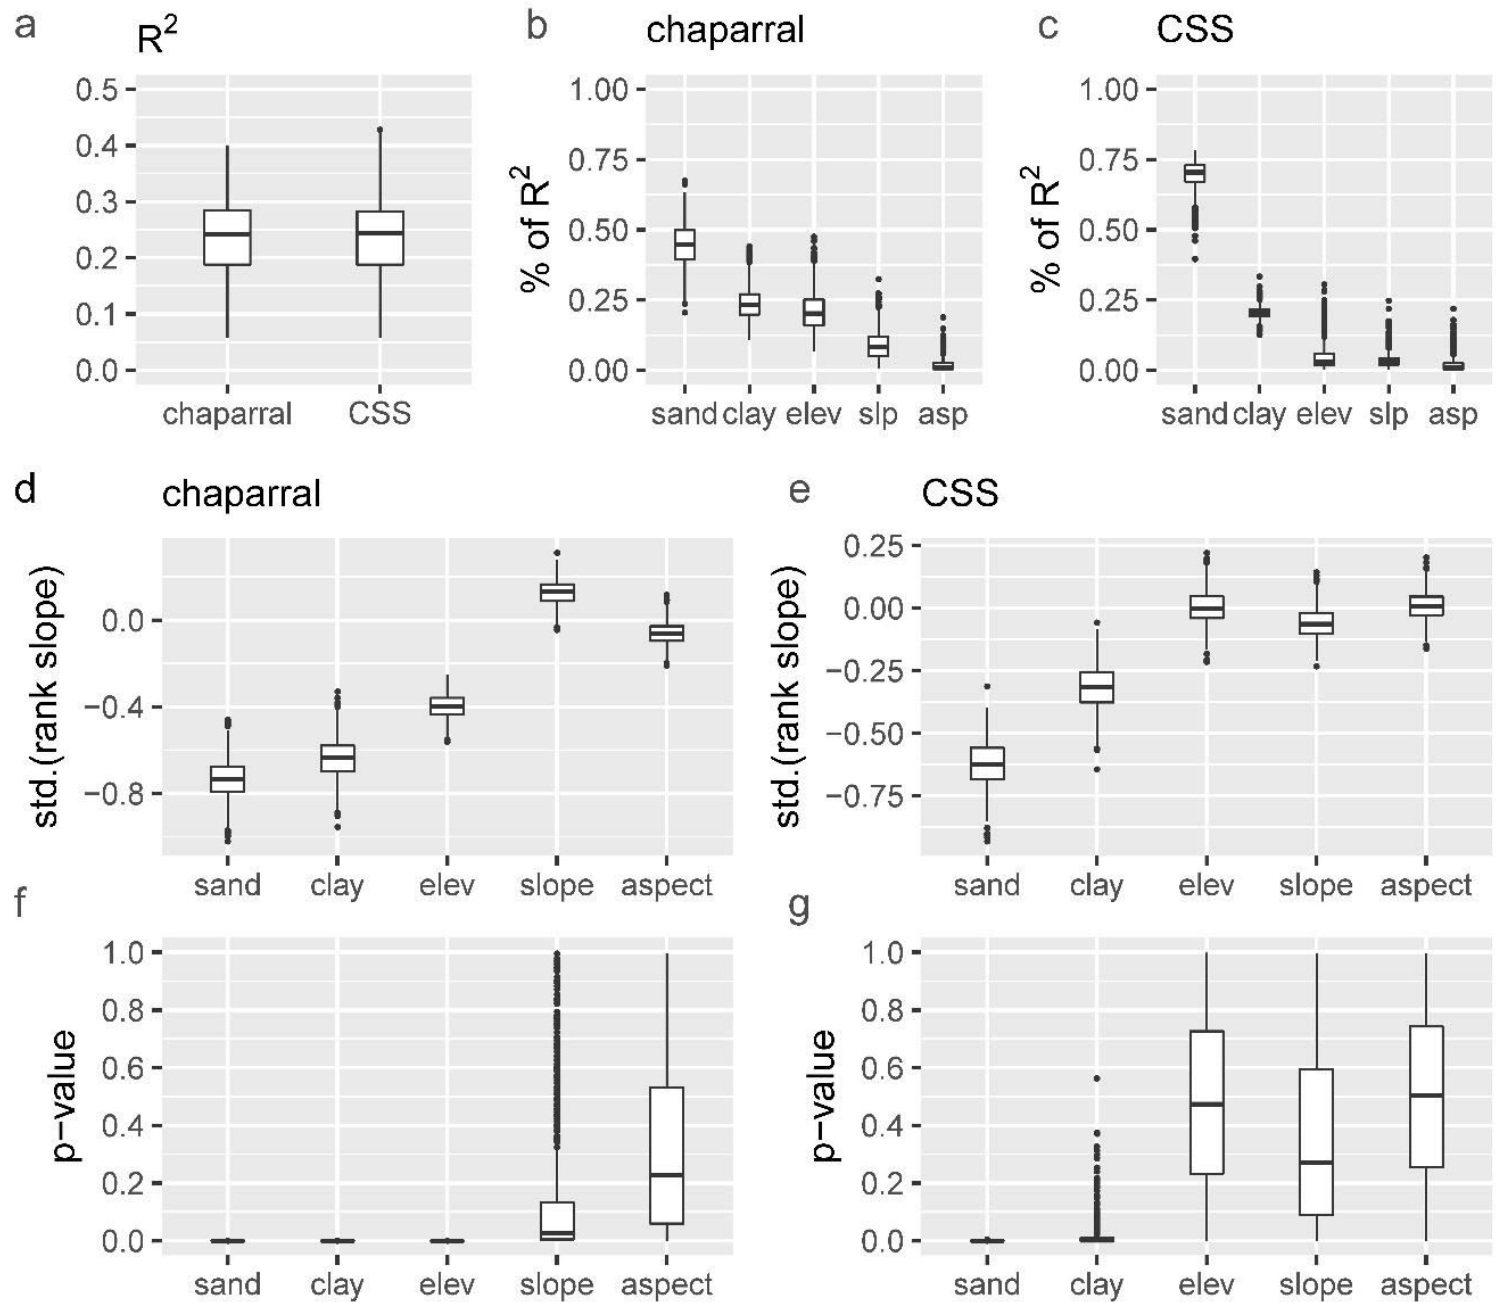 a
R²
0.5
0.4
0.3
0.2
0.1
0.0
chaparral CSS
b
chaparral
% of R²
1.00
0.75
0.50
0.25
0.00
sand clay elev slp asp
c
CSS
% of R²
1.00
0.75
0.50
0.25
0.00
sand clay elev slp asp
d
chaparral
std.(rank slope)
0.0
−0.4
−0.8
sand clay elev slope aspect
e
CSS
std.(rank slope)
0.25
0.00
−0.25
−0.50
−0.75
sand clay elev slope aspect
f
p−value
1.0
0.8
0.6
0.4
0.2
0.0
sand clay elev slope aspect
g
p−value
1.0
0.8
0.6
0.4
0.2
0.0
sand clay elev slope aspect